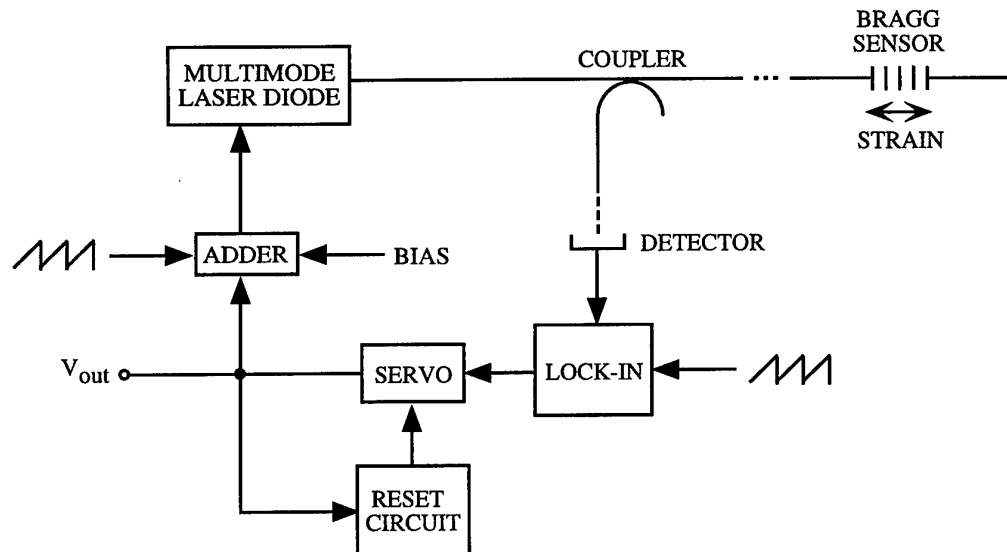 BRAGG
SENSOR
COUPLER
MULTIMODE
LASER DIODE
...
STRAIN
DETECTOR
ADDER
BIAS
Vout
SERVO
LOCK-IN
RESET
CIRCUIT